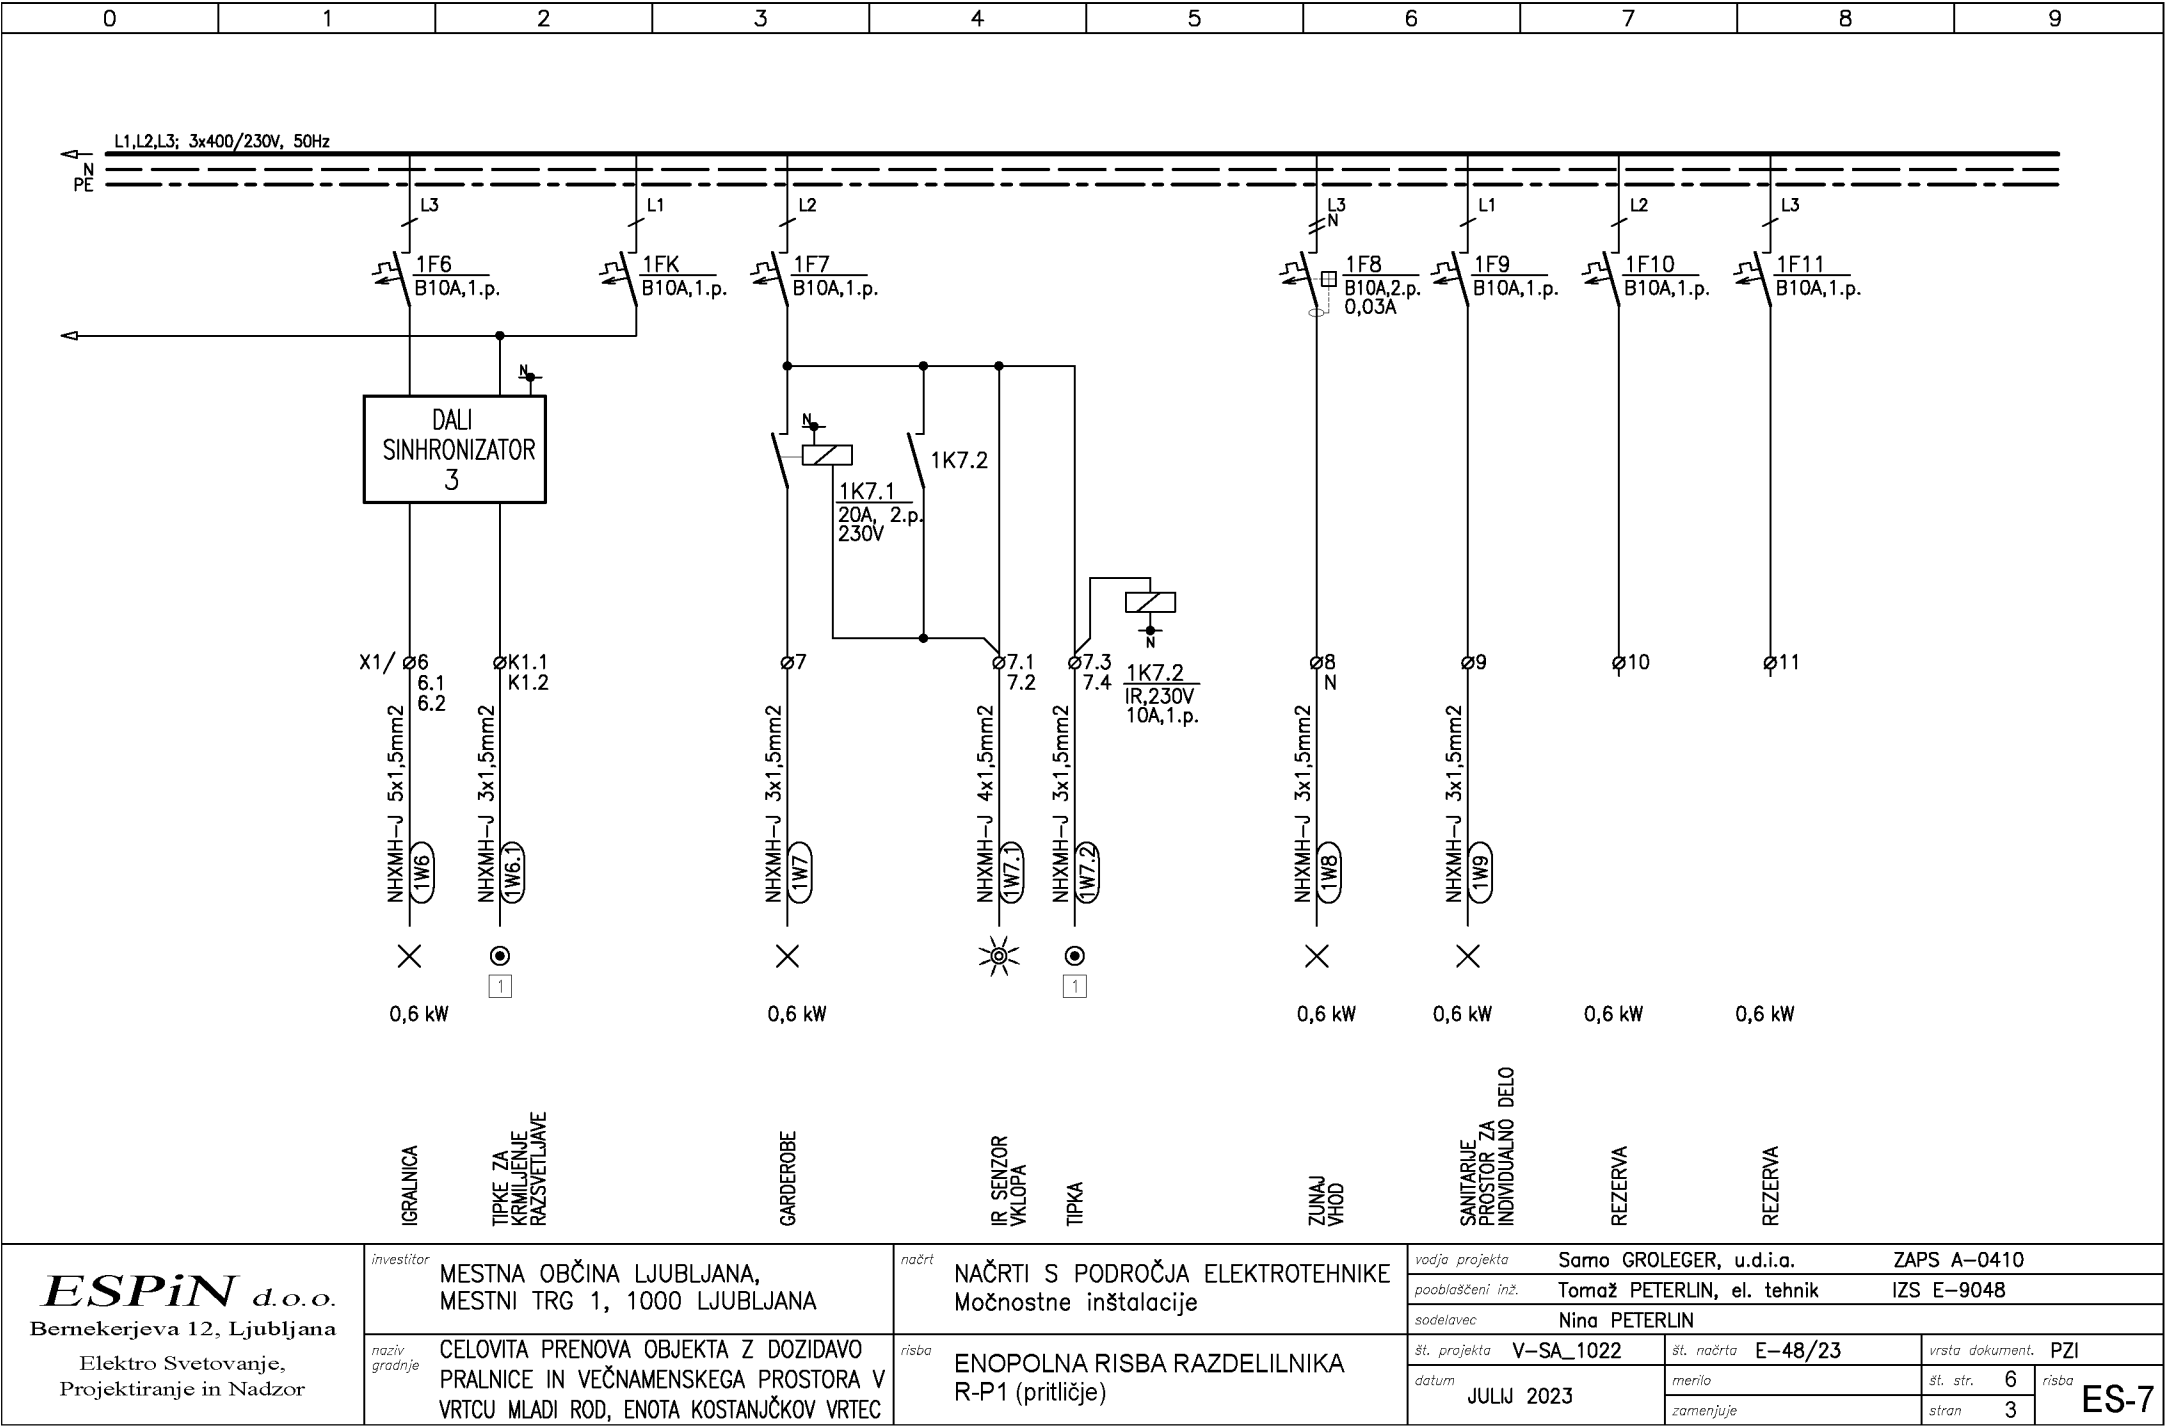 0 1 2 3 4 5 6 7 8 9
L1,L2,L3; 3x400/230V, 50Hz
N
PE
L3 L1 L2 L3 L1 L2 L3
N
1F6 1FK 1F7 1F8 1F9 1F10 1F11
B10A,1.p. B10A,1.p. B10A,1.p. B10A,2.p. B10A,1.p. B10A,1.p. B10A,1.p.
0,03A
N
DALI
SINHRONIZATOR
3
N
1K7.2
1K7.1
20A, 2.p.
230V
N
X1/ 6 K1.1 7 7.1 7.3 8 9 10 11
6.1 K1.2 7.2 7.4 N
6.2
1K7.2
IR,230V
10A,1.p.
NHXMH-J 5x1,5mm2
1W6
NHXMH-J 3x1,5mm2
1W6.1
NHXMH-J 3x1,5mm2
1W7
NHXMH-J 4x1,5mm2
1W7.1
NHXMH-J 3x1,5mm2
1W7.2
NHXMH-J 3x1,5mm2
1W8
NHXMH-J 3x1,5mm2
1W9
1 1
0,6 kW 0,6 kW 0,6 kW 0,6 kW 0,6 kW 0,6 kW
IGRALNICA
TIPKE ZA
KRMILJENJE
RAZSVETLJAVE
GARDEROBE
IR SENZOR
VKLOPA
TIPKA
ZUNAJ
VHOD
SANITARIJE
PROSTOR ZA
INDIVIDUALNO DELO
REZERVA
REZERVA
ESPiN d.o.o.
Bernekerjeva 12, Ljubljana
Elektro Svetovanje,
Projektiranje in Nadzor
investitor
MESTNA OBČINA LJUBLJANA,
MESTNI TRG 1, 1000 LJUBLJANA
naziv
gradnje
CELOVITA PRENOVA OBJEKTA Z DOZIDAVO
PRALNICE IN VEČNAMENSKEGA PROSTORA V
VRTCU MLADI ROD, ENOTA KOSTANJČKOV VRTEC
načrt
NAČRTI S PODROČJA ELEKTROTEHNIKE
Močnostne inštalacije
risba
ENOPOLNA RISBA RAZDELILNIKA
R-P1 (pritličje)
vodja projekta Samo GROLEGER, u.d.i.a. ZAPS A-0410
pooblaščeni inž. Tomaž PETERLIN, el. tehnik IZS E-9048
sodelavec Nina PETERLIN
št. projekta V-SA_1022 št. načrta E-48/23 vrsta dokument. PZI
datum JULIJ 2023
merilo
zamenjuje
št. str. 6
stran 3
risba ES-7